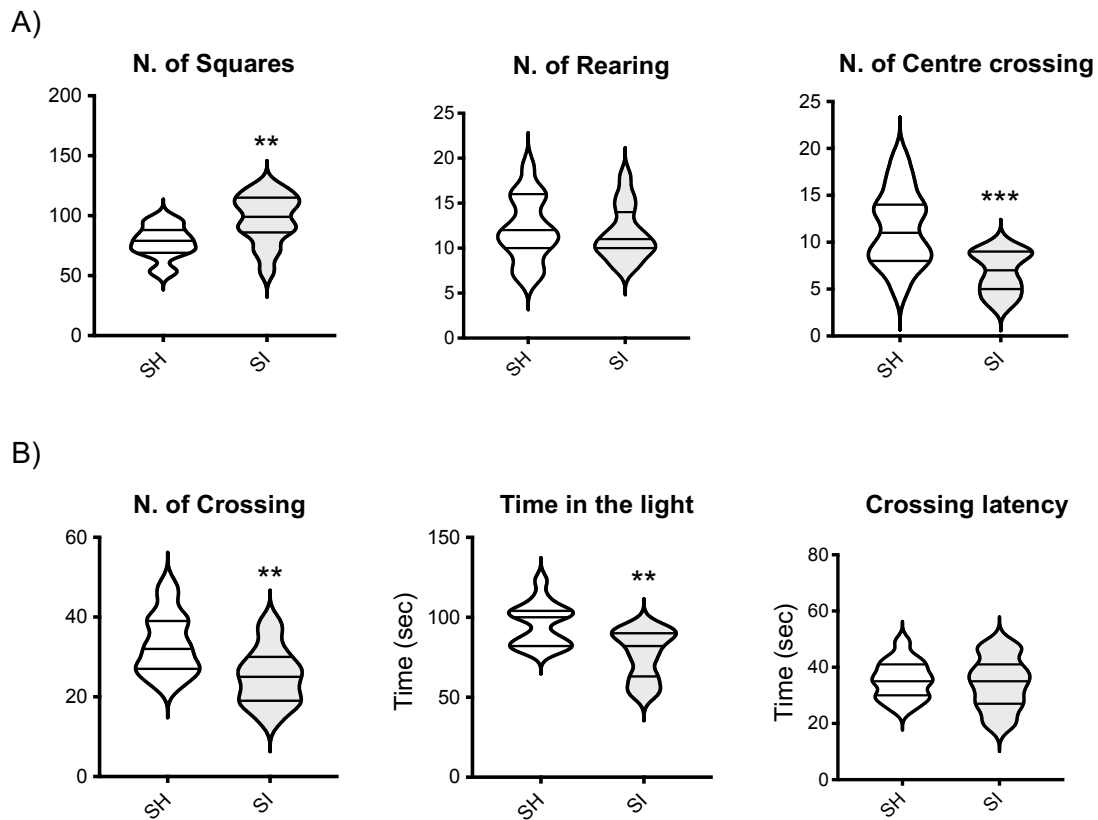 A)
N. of Squares
200
150
100
50
0
**
SH
SI
N. of Rearing
25
20
15
10
5
0
SH
SI
N. of Centre crossing
25
20
15
10
5
0
***
SH
SI
B)
N. of Crossing
60
40
20
0
**
SH
SI
Time in the light
Time (sec)
150
100
50
0
**
SH
SI
Crossing latency
Time (sec)
80
60
40
20
0
SH
SI